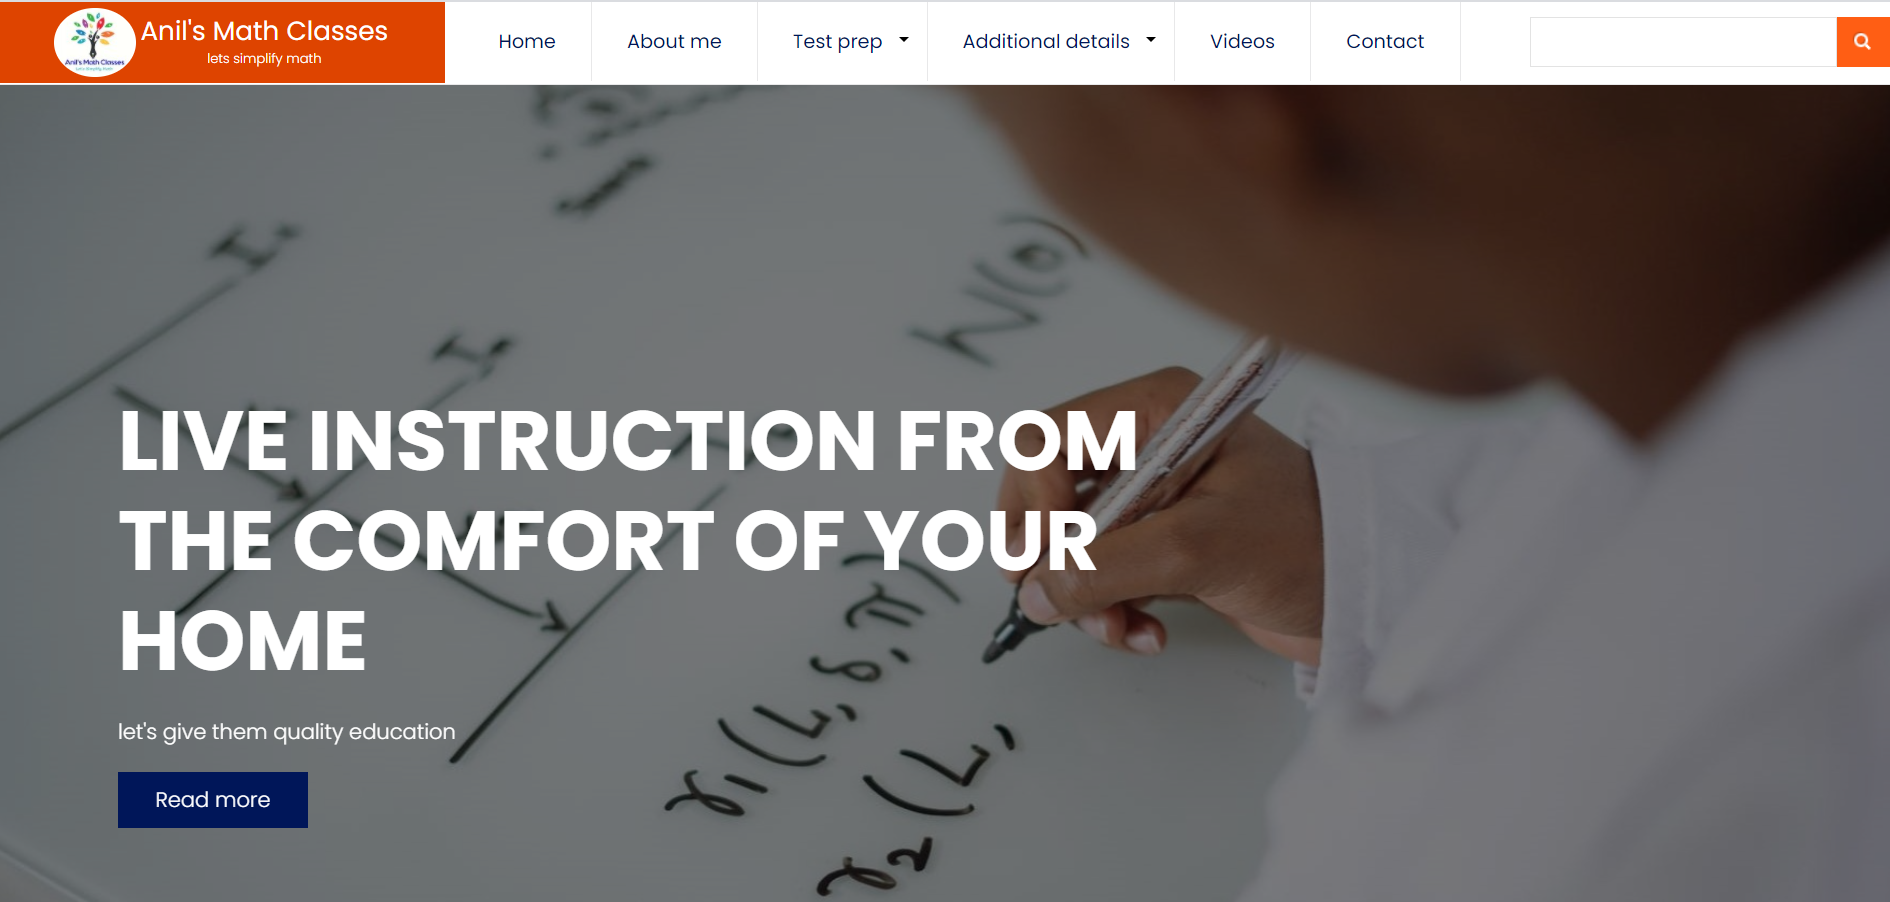 Anil's Math Classes
lets simplify math
Anil's Math Classes
Home
About me
Test prep
Additional details
Videos
Contact
LIVE INSTRUCTION FROM
THE COMFORT OF YOUR
HOME
let's give them quality education
Read more